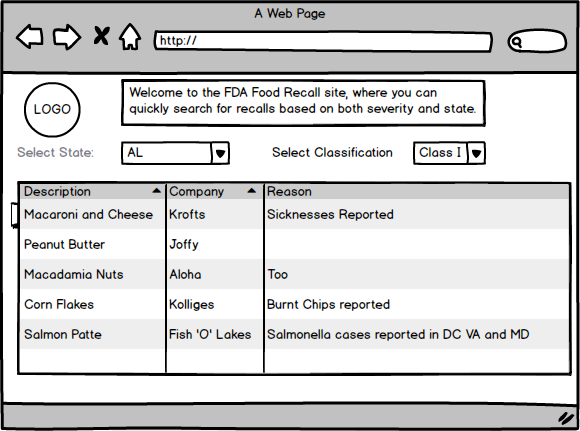 A Web Page
http://
LOGO
Welcome to the FDA Food Recall site, where you can
quickly search for recalls based on both severity and state.
Select State: AL Select Classification Class I
Description Company Reason
Macaroni and Cheese Krofts Sicknesses Reported
Peanut Butter Joffy
Macadamia Nuts Aloha Too
Corn Flakes Kolliges Burnt Chips reported
Salmon Patte Fish 'O' Lakes Salmonella cases reported in DC VA and MD